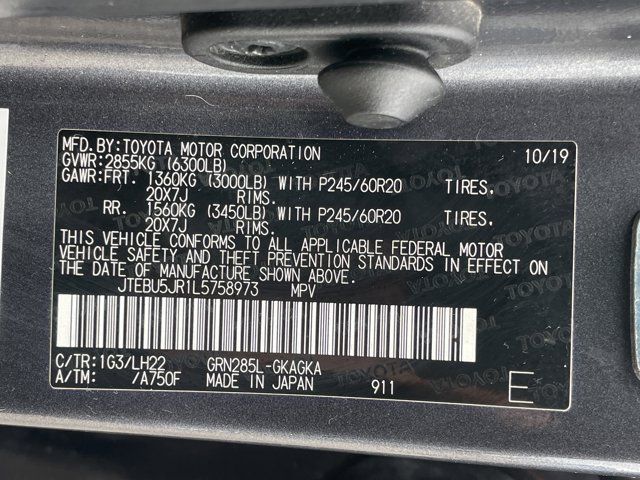 MFD.BY:TOYOTA MOTOR CORPORATION 10/19
GVWR:2855KG (6300LB)
GAWR:FRT. 1360KG (3000LB) WITH P245/60R20 TIRES.
20X7J RIMS.
RR. 1560KG (3450LB) WITH P245/60R20 TIRES.
20X7J RIMS.
THIS VEHICLE CONFORMS TO ALL APPLICABLE FEDERAL MOTOR
VEHICLE SAFETY AND THEFT PREVENTION STANDARDS IN EFFECT ON
THE DATE OF MANUFACTURE SHOWN ABOVE.
JTEBU5JR1L5758973 MPV
C/TR:1G3/LH22 GRN285L-GKAGKA
A/TM: /A750F MADE IN JAPAN 911 E